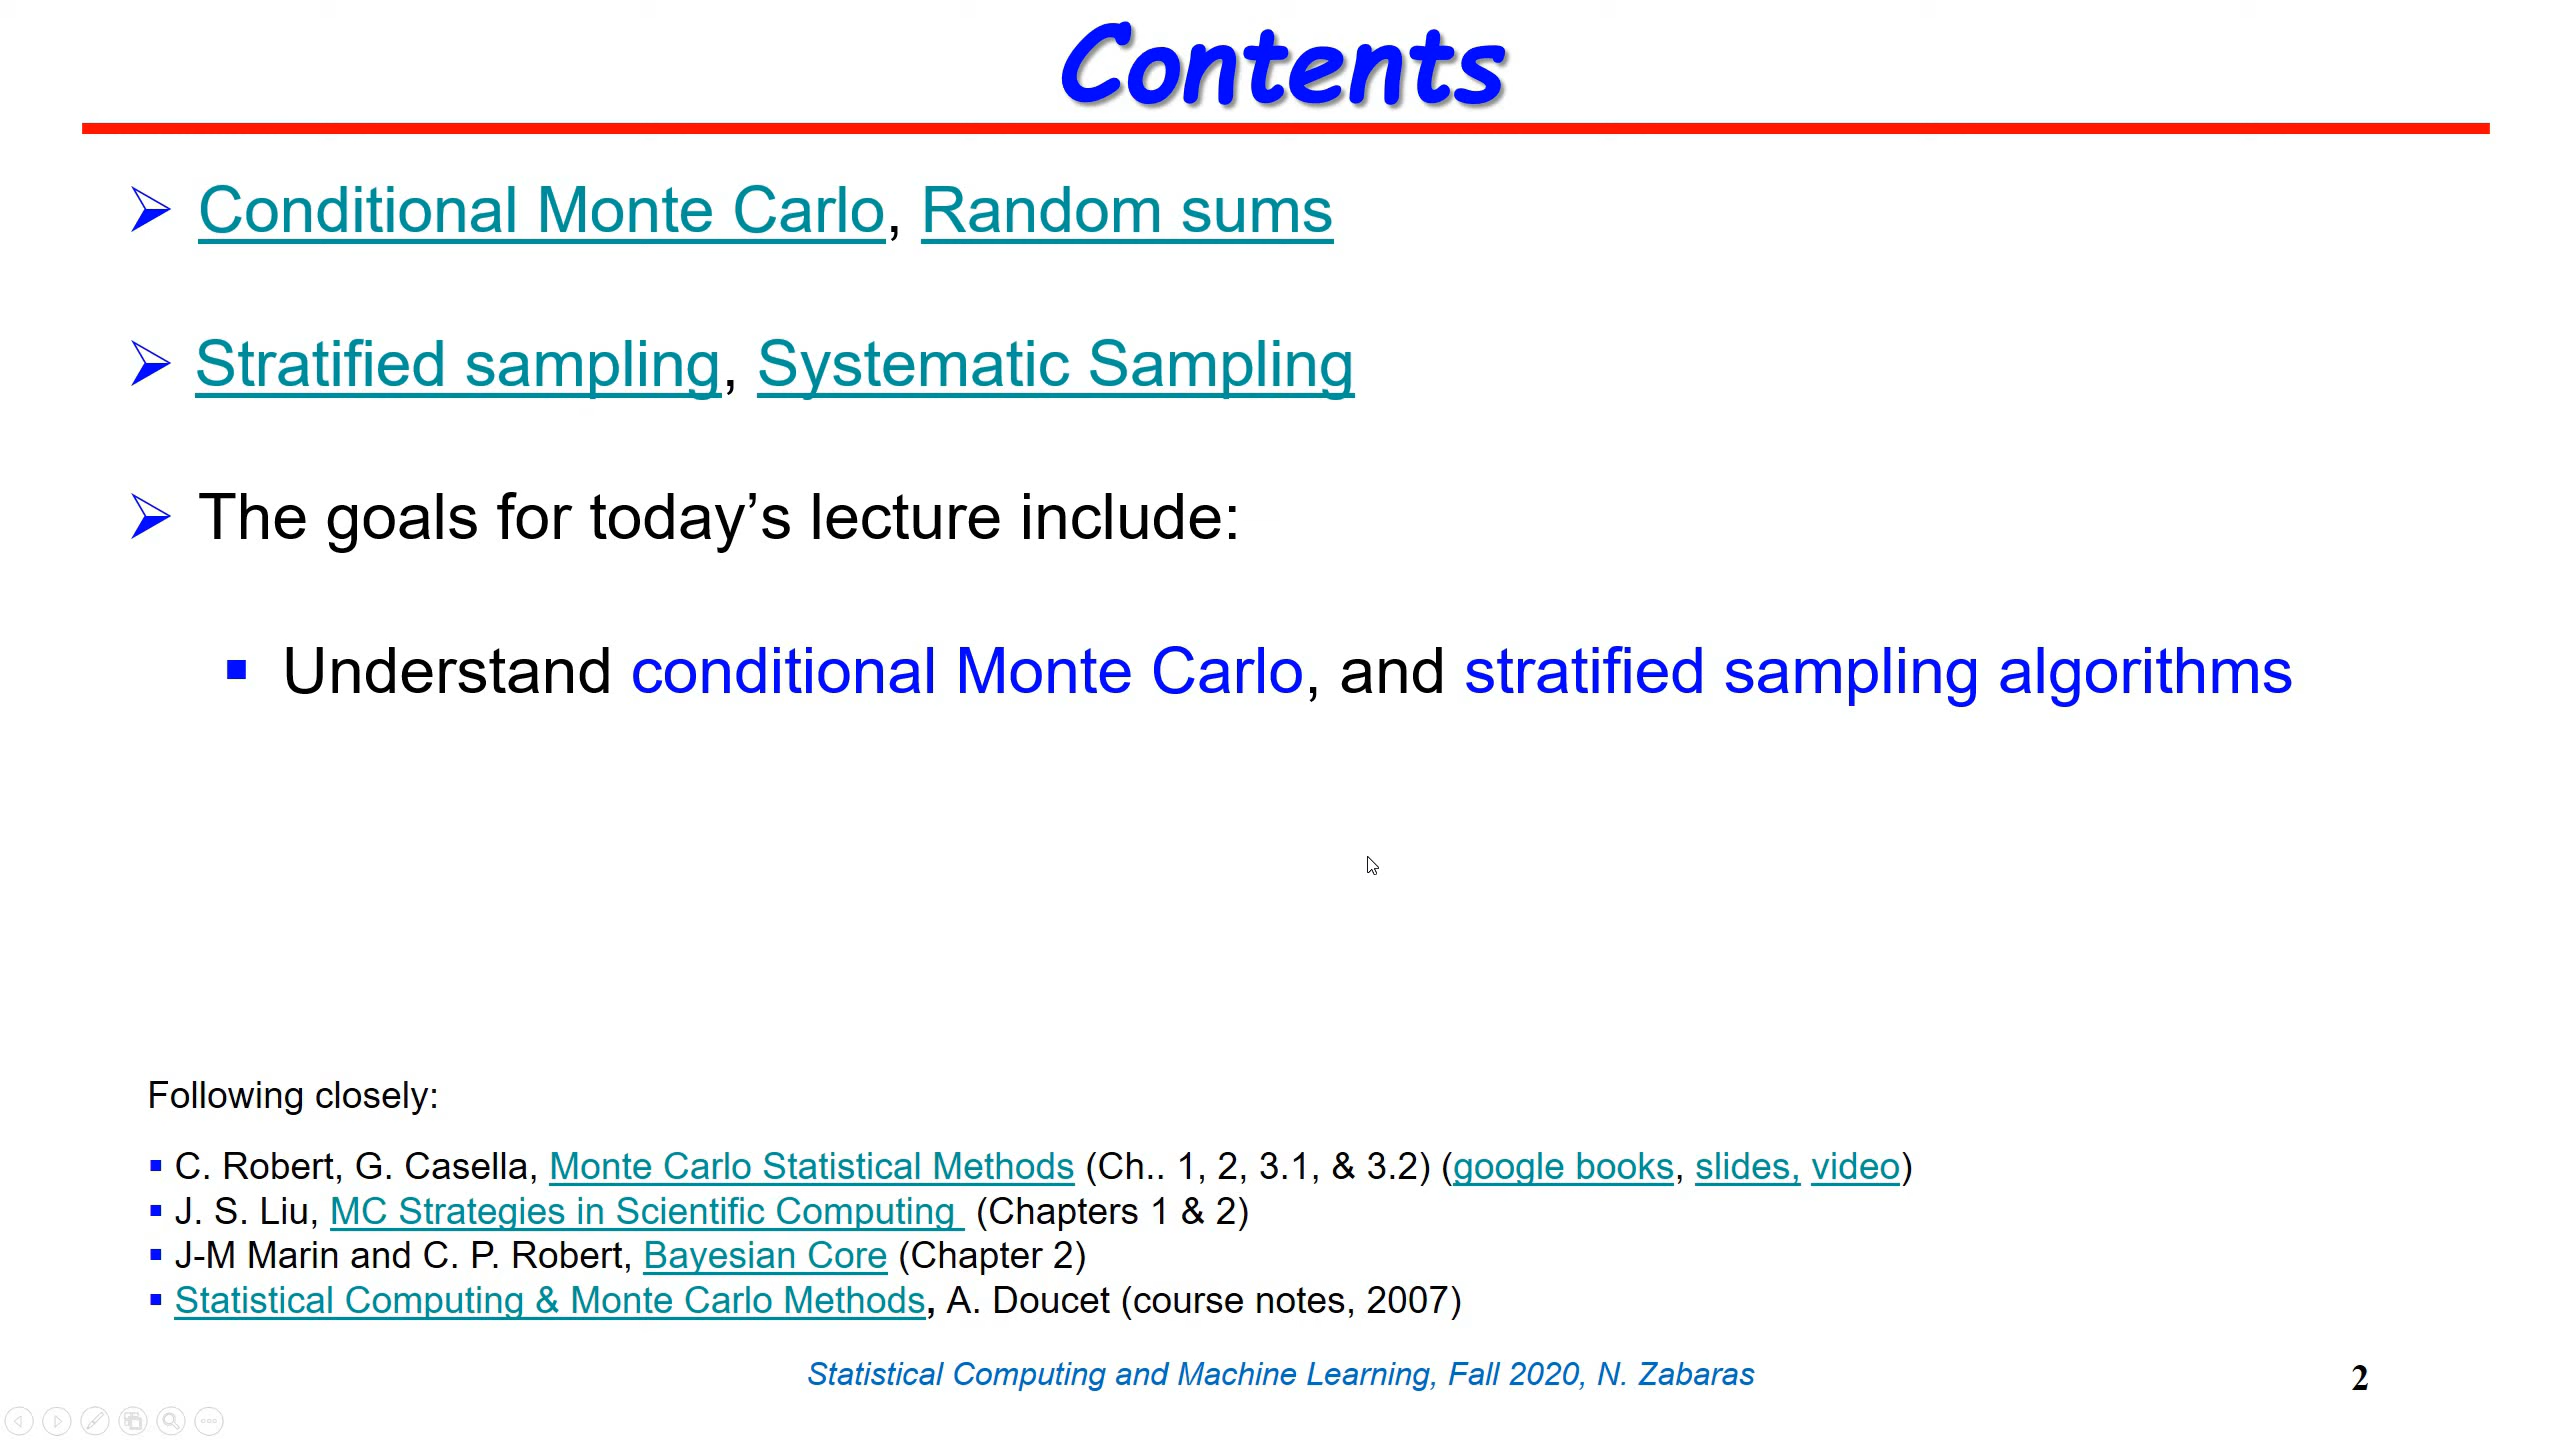 Contents
Conditional Monte Carlo, Random sums
Stratified sampling, Systematic Sampling
The goals for today’s lecture include:
Understand conditional Monte Carlo, and stratified sampling algorithms
Following closely:
C. Robert, G. Casella, Monte Carlo Statistical Methods (Ch.. 1, 2, 3.1, & 3.2) (google books, slides, video)
J. S. Liu, MC Strategies in Scientific Computing (Chapters 1 & 2)
J-M Marin and C. P. Robert, Bayesian Core (Chapter 2)
Statistical Computing & Monte Carlo Methods, A. Doucet (course notes, 2007)
Statistical Computing and Machine Learning, Fall 2020, N. Zabaras
2